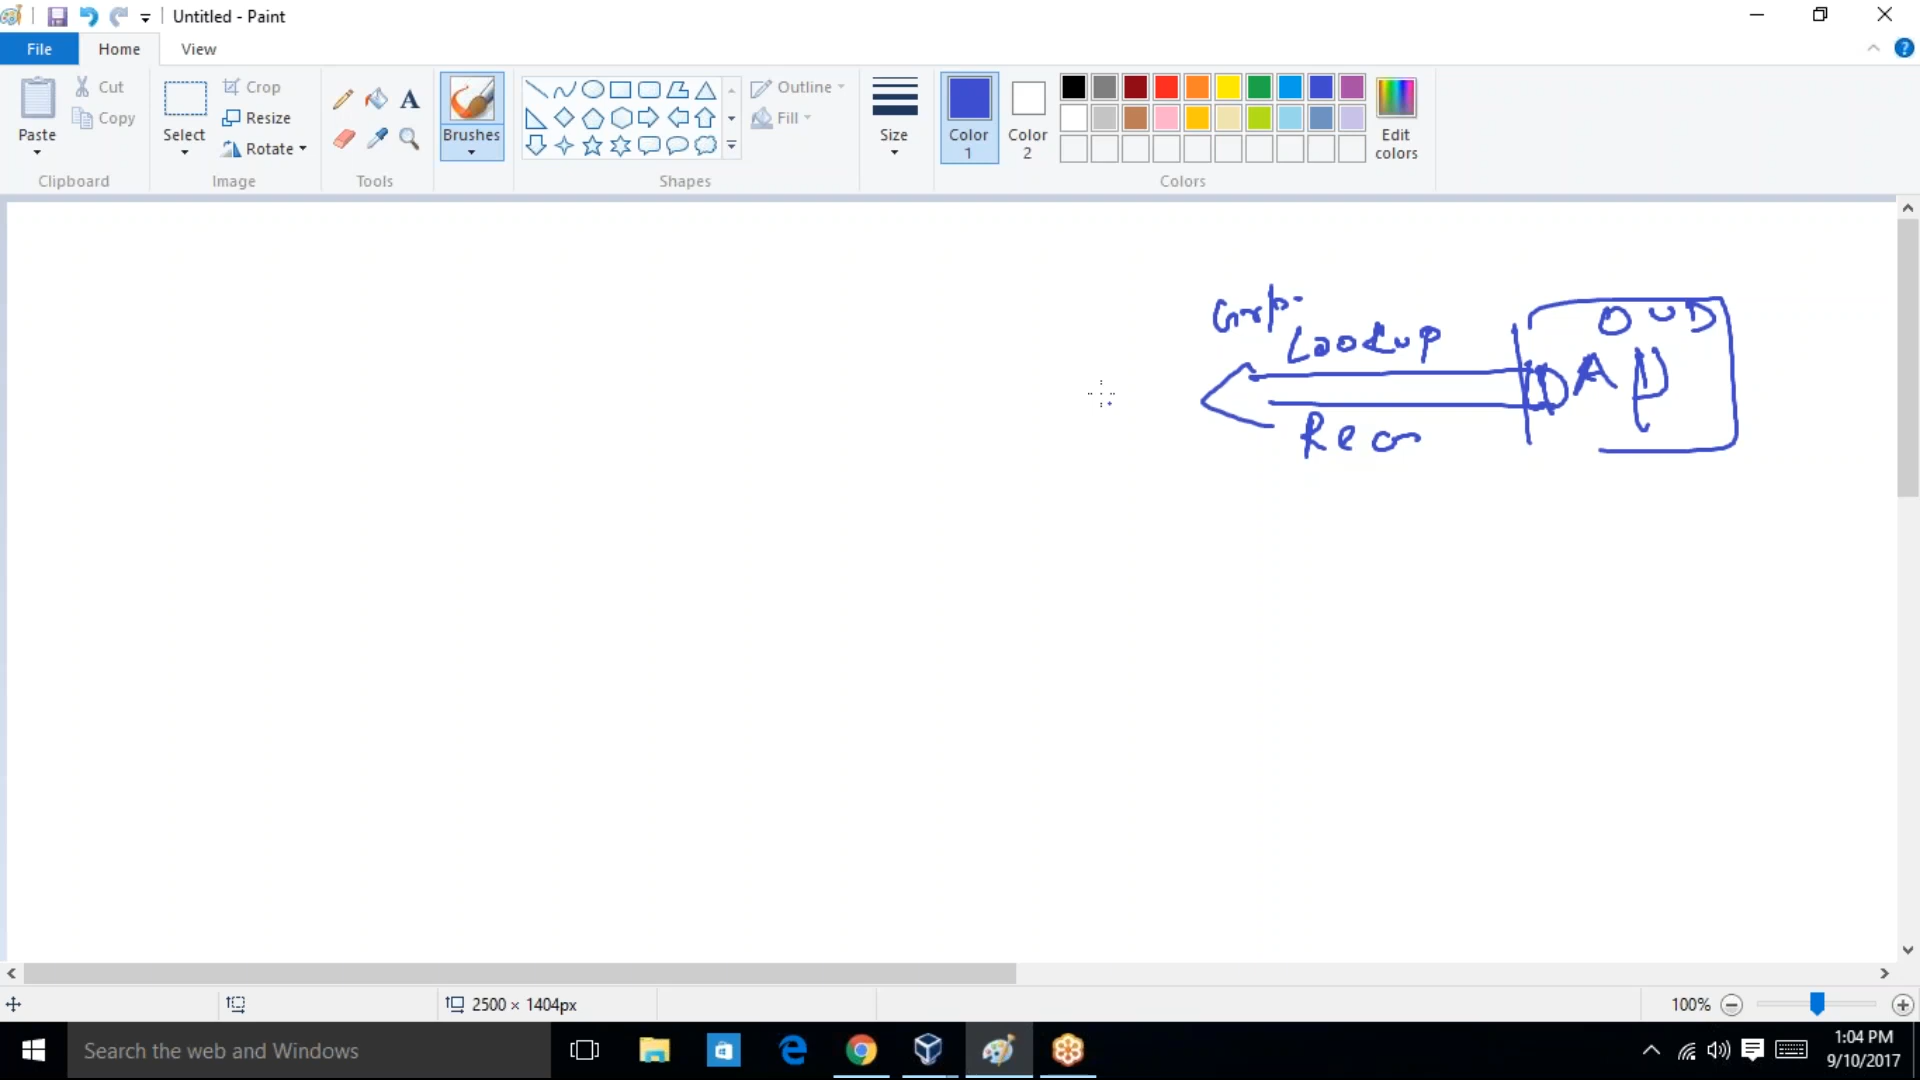 Untitled - Paint
File
Home
View
Paste
Cut
Copy
Clipboard
Select
Crop
Resize
Rotate
Image
Tools
A
Brushes
Shapes
Outline
Fill
Size
Color 1
Color 2
Edit colors
Colors
Grp.
Lookup
OUD
DAP
2500 × 1404px
100%
Search the web and Windows
1:04 PM
9/10/2017